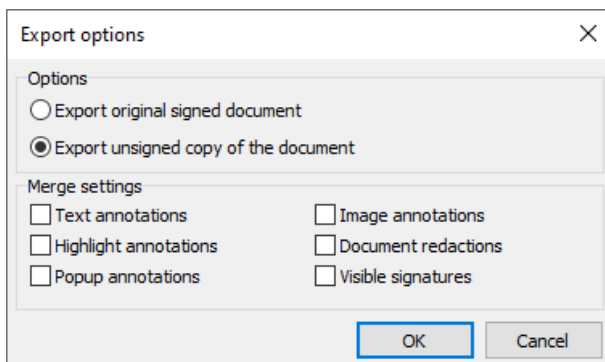 Export options
Options
Export original signed document
Export unsigned copy of the document
Merge settings
Text annotations
Image annotations
Highlight annotations
Document redactions
Popup annotations
Visible signatures
OK
Cancel